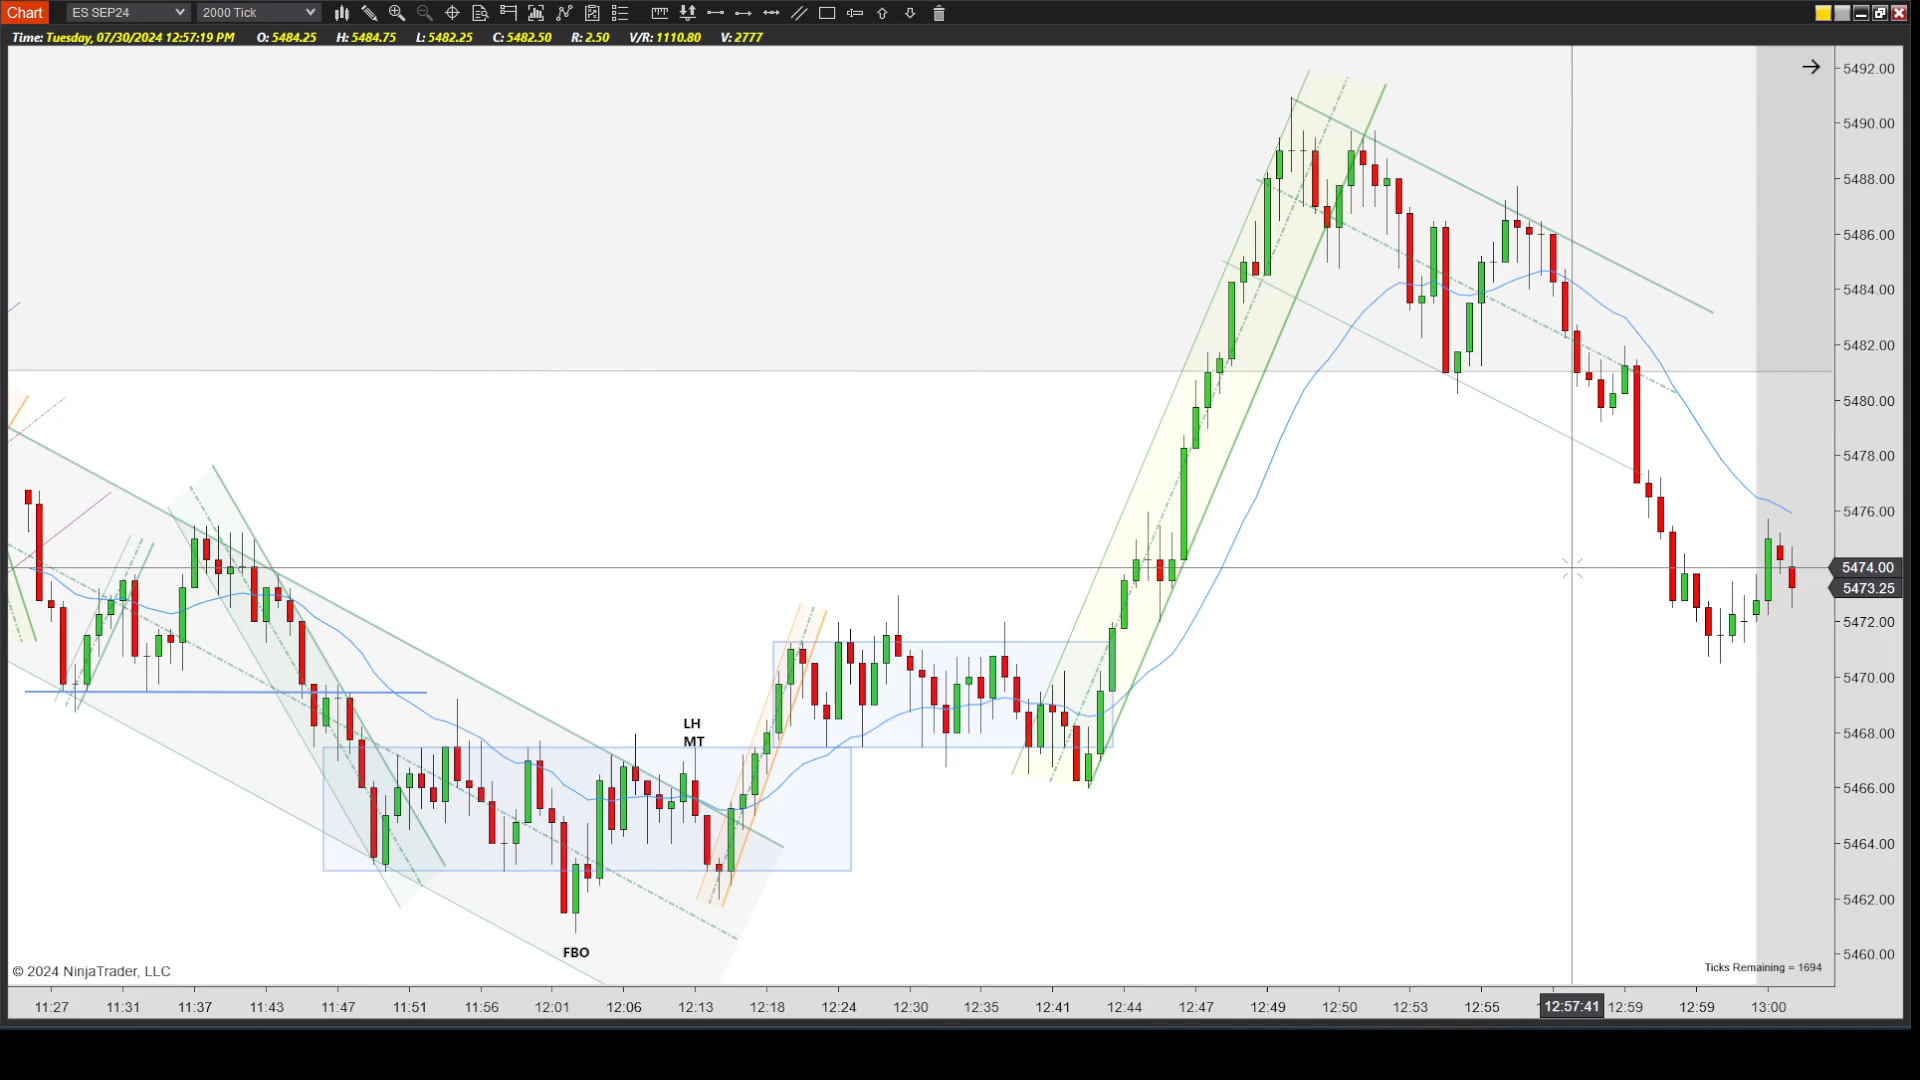 Chart ES SEP24 2000 Tick
Time: Tuesday, 07/30/2024 12:57:19 PM O: 5484.25 H: 5484.75 L: 5482.25 C: 5482.50 R: 2.50 V/R: 1110.80 V: 2777
5492.00
5490.00
5488.00
5486.00
5484.00
5482.00
5480.00
5478.00
5476.00
5474.00
5473.25
5472.00
5470.00
LH
MT
5468.00
5466.00
5464.00
5462.00
FBO
5460.00
© 2024 NinjaTrader, LLC
Ticks Remaining = 1694
11:27 11:31 11:37 11:43 11:47 11:51 11:56 12:01 12:06 12:13 12:18 12:24 12:30 12:35 12:41 12:44 12:47 12:49 12:50 12:53 12:55 12:57:41 12:59 12:59 13:00